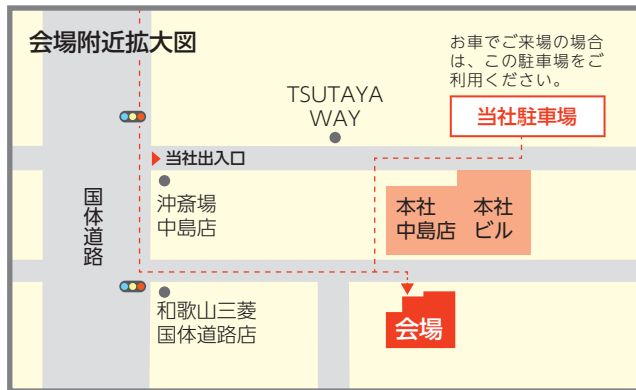 会場附近拡大図
お車でご来場の場合
は、この駐車場をご
利用ください。
当社駐車場
TSUTAYA
WAY
当社出入口
国体道路
沖斎場
中島店
本社
中島店
本社
ビル
和歌山三菱
国体道路店
会場